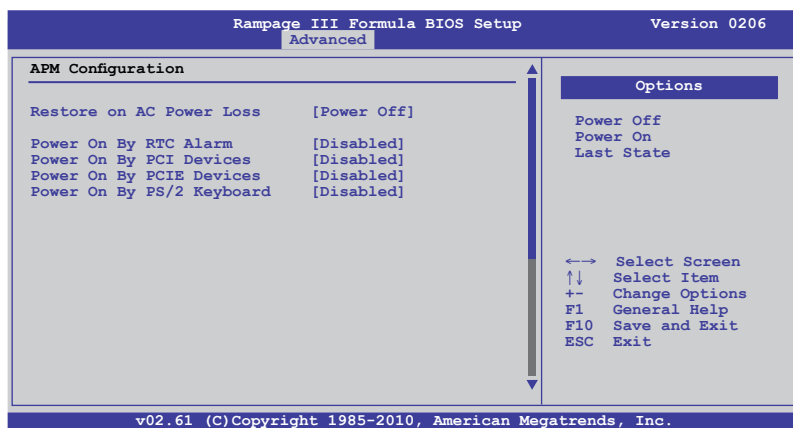 Rampage III Formula BIOS Setup Version 0206
Advanced
APM Configuration
Restore on AC Power Loss [Power Off]
Power On By RTC Alarm [Disabled]
Power On By PCI Devices [Disabled]
Power On By PCIE Devices [Disabled]
Power On By PS/2 Keyboard [Disabled]
Options
Power Off
Power On
Last State
←→ Select Screen
↑↓ Select Item
+- Change Options
F1 General Help
F10 Save and Exit
ESC Exit
v02.61 (C)Copyright 1985-2010, American Megatrends, Inc.